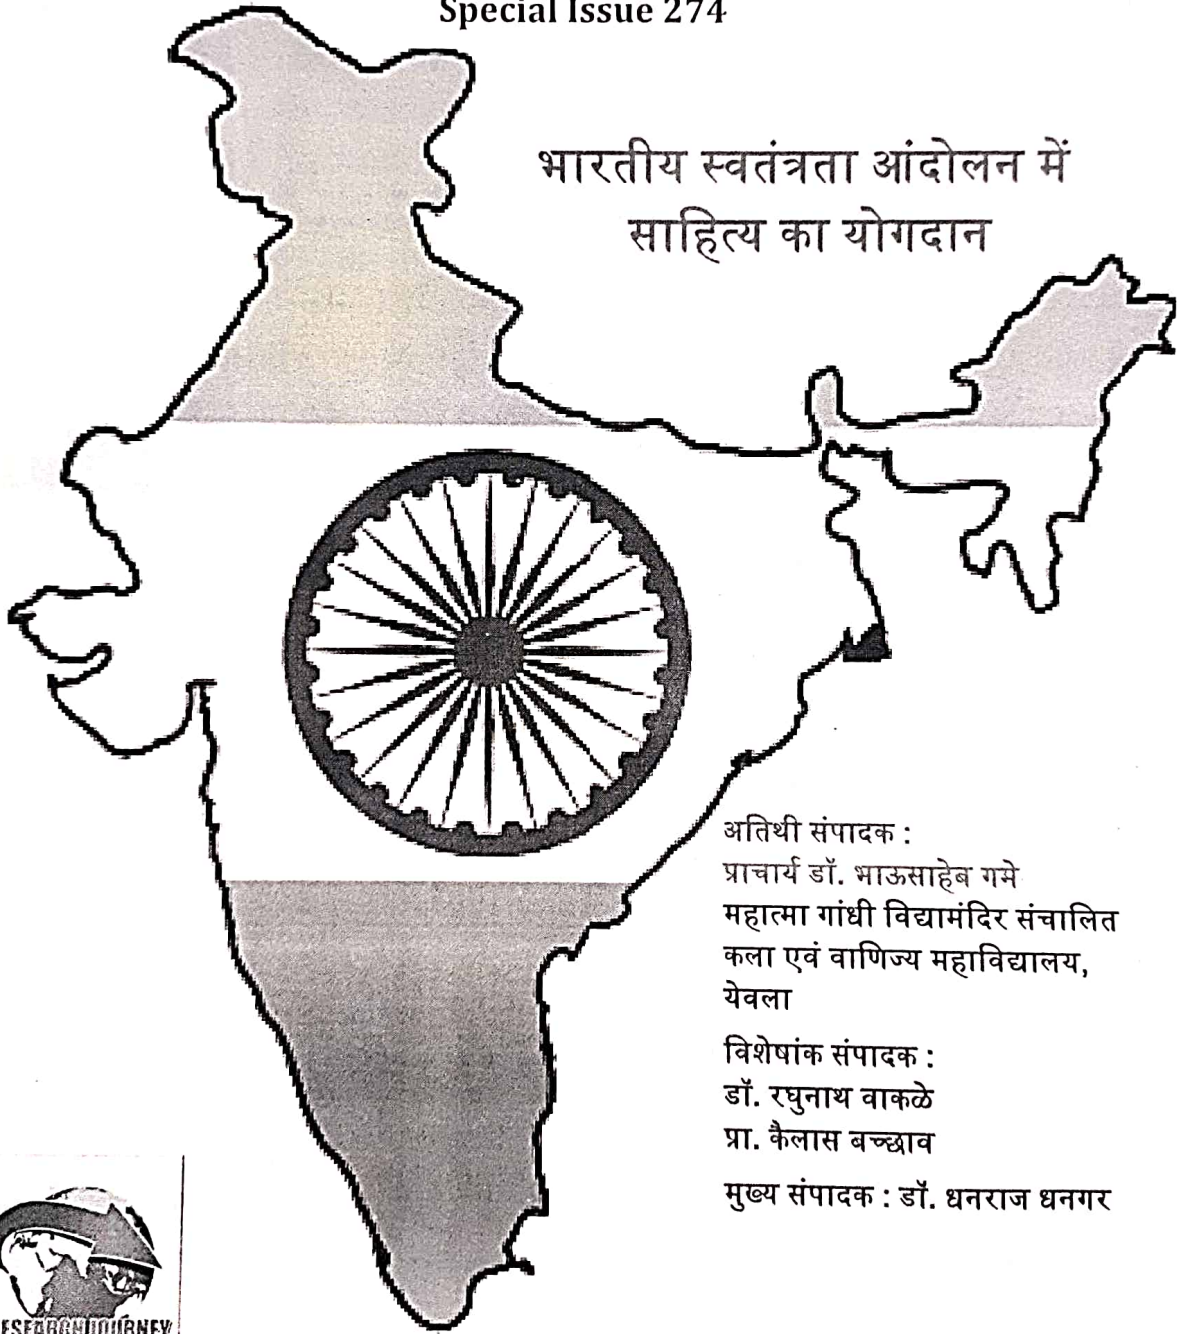 Special Issue 274
भारतीय स्वतंत्रता आंदोलन में
साहित्य का योगदान
अतिथी संपादक :
प्राचार्य डॉ. भाऊसाहेब गमे
महात्मा गांधी विद्यामंदिर संचालित
कला एवं वाणिज्य महाविद्यालय,
येवला
विशेषांक संपादक :
डॉ. रघुनाथ वाकळे
प्रा. कैलास बच्छाव
मुख्य संपादक : डॉ. धनराज धनगर
ESEARCHJOURNEY